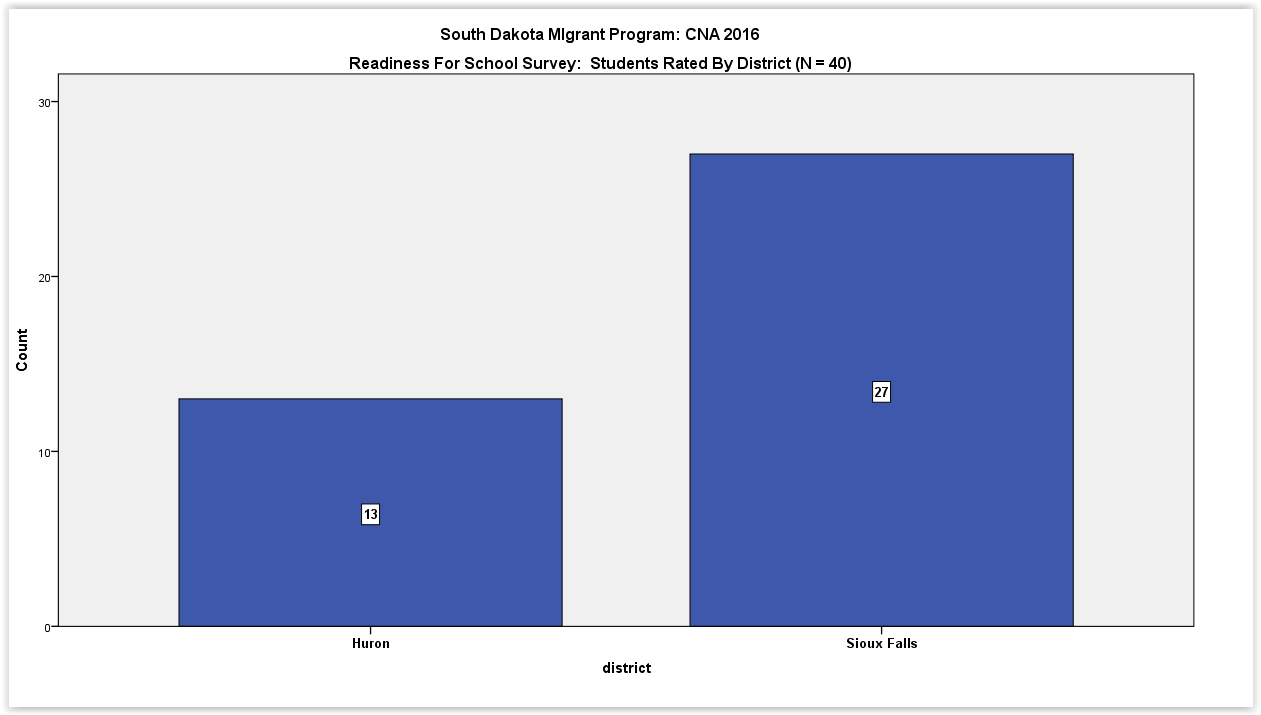 South Dakota MIgrant Program: CNA 2016
Readiness For School Survey:  Students Rated By District (N = 40)
30
20
10
0
Count
13
27
Huron
Sioux Falls
district